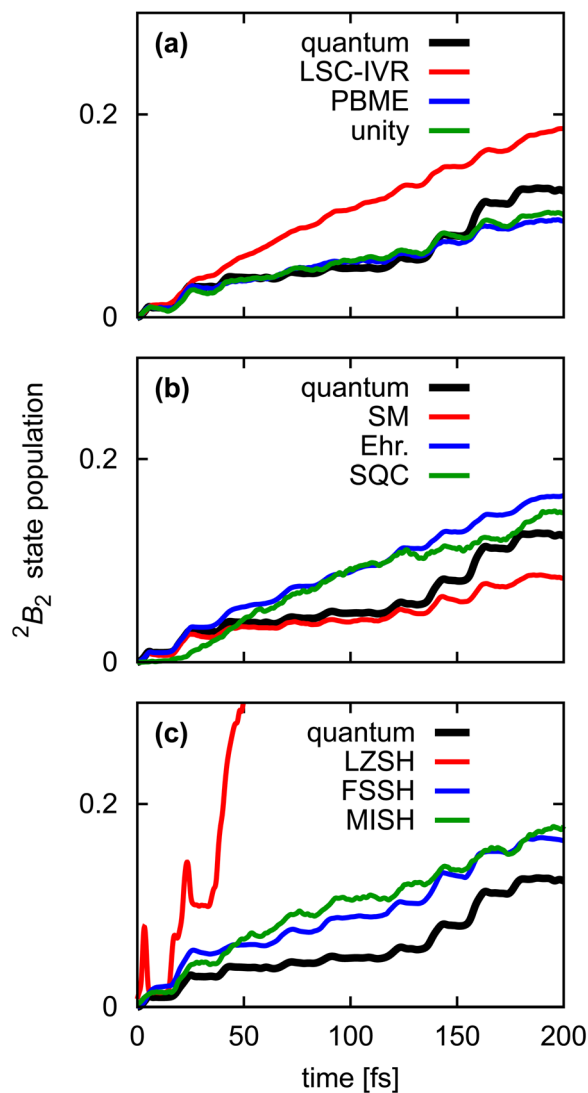 (a)
quantum
LSC-IVR
PBME
unity
0.2
0
(b)
quantum
SM
Ehr.
SQC
0.2
0
(c)
quantum
LZSH
FSSH
MISH
0.2
0
0 50 100 150 200
time [fs]
²B₂ state population